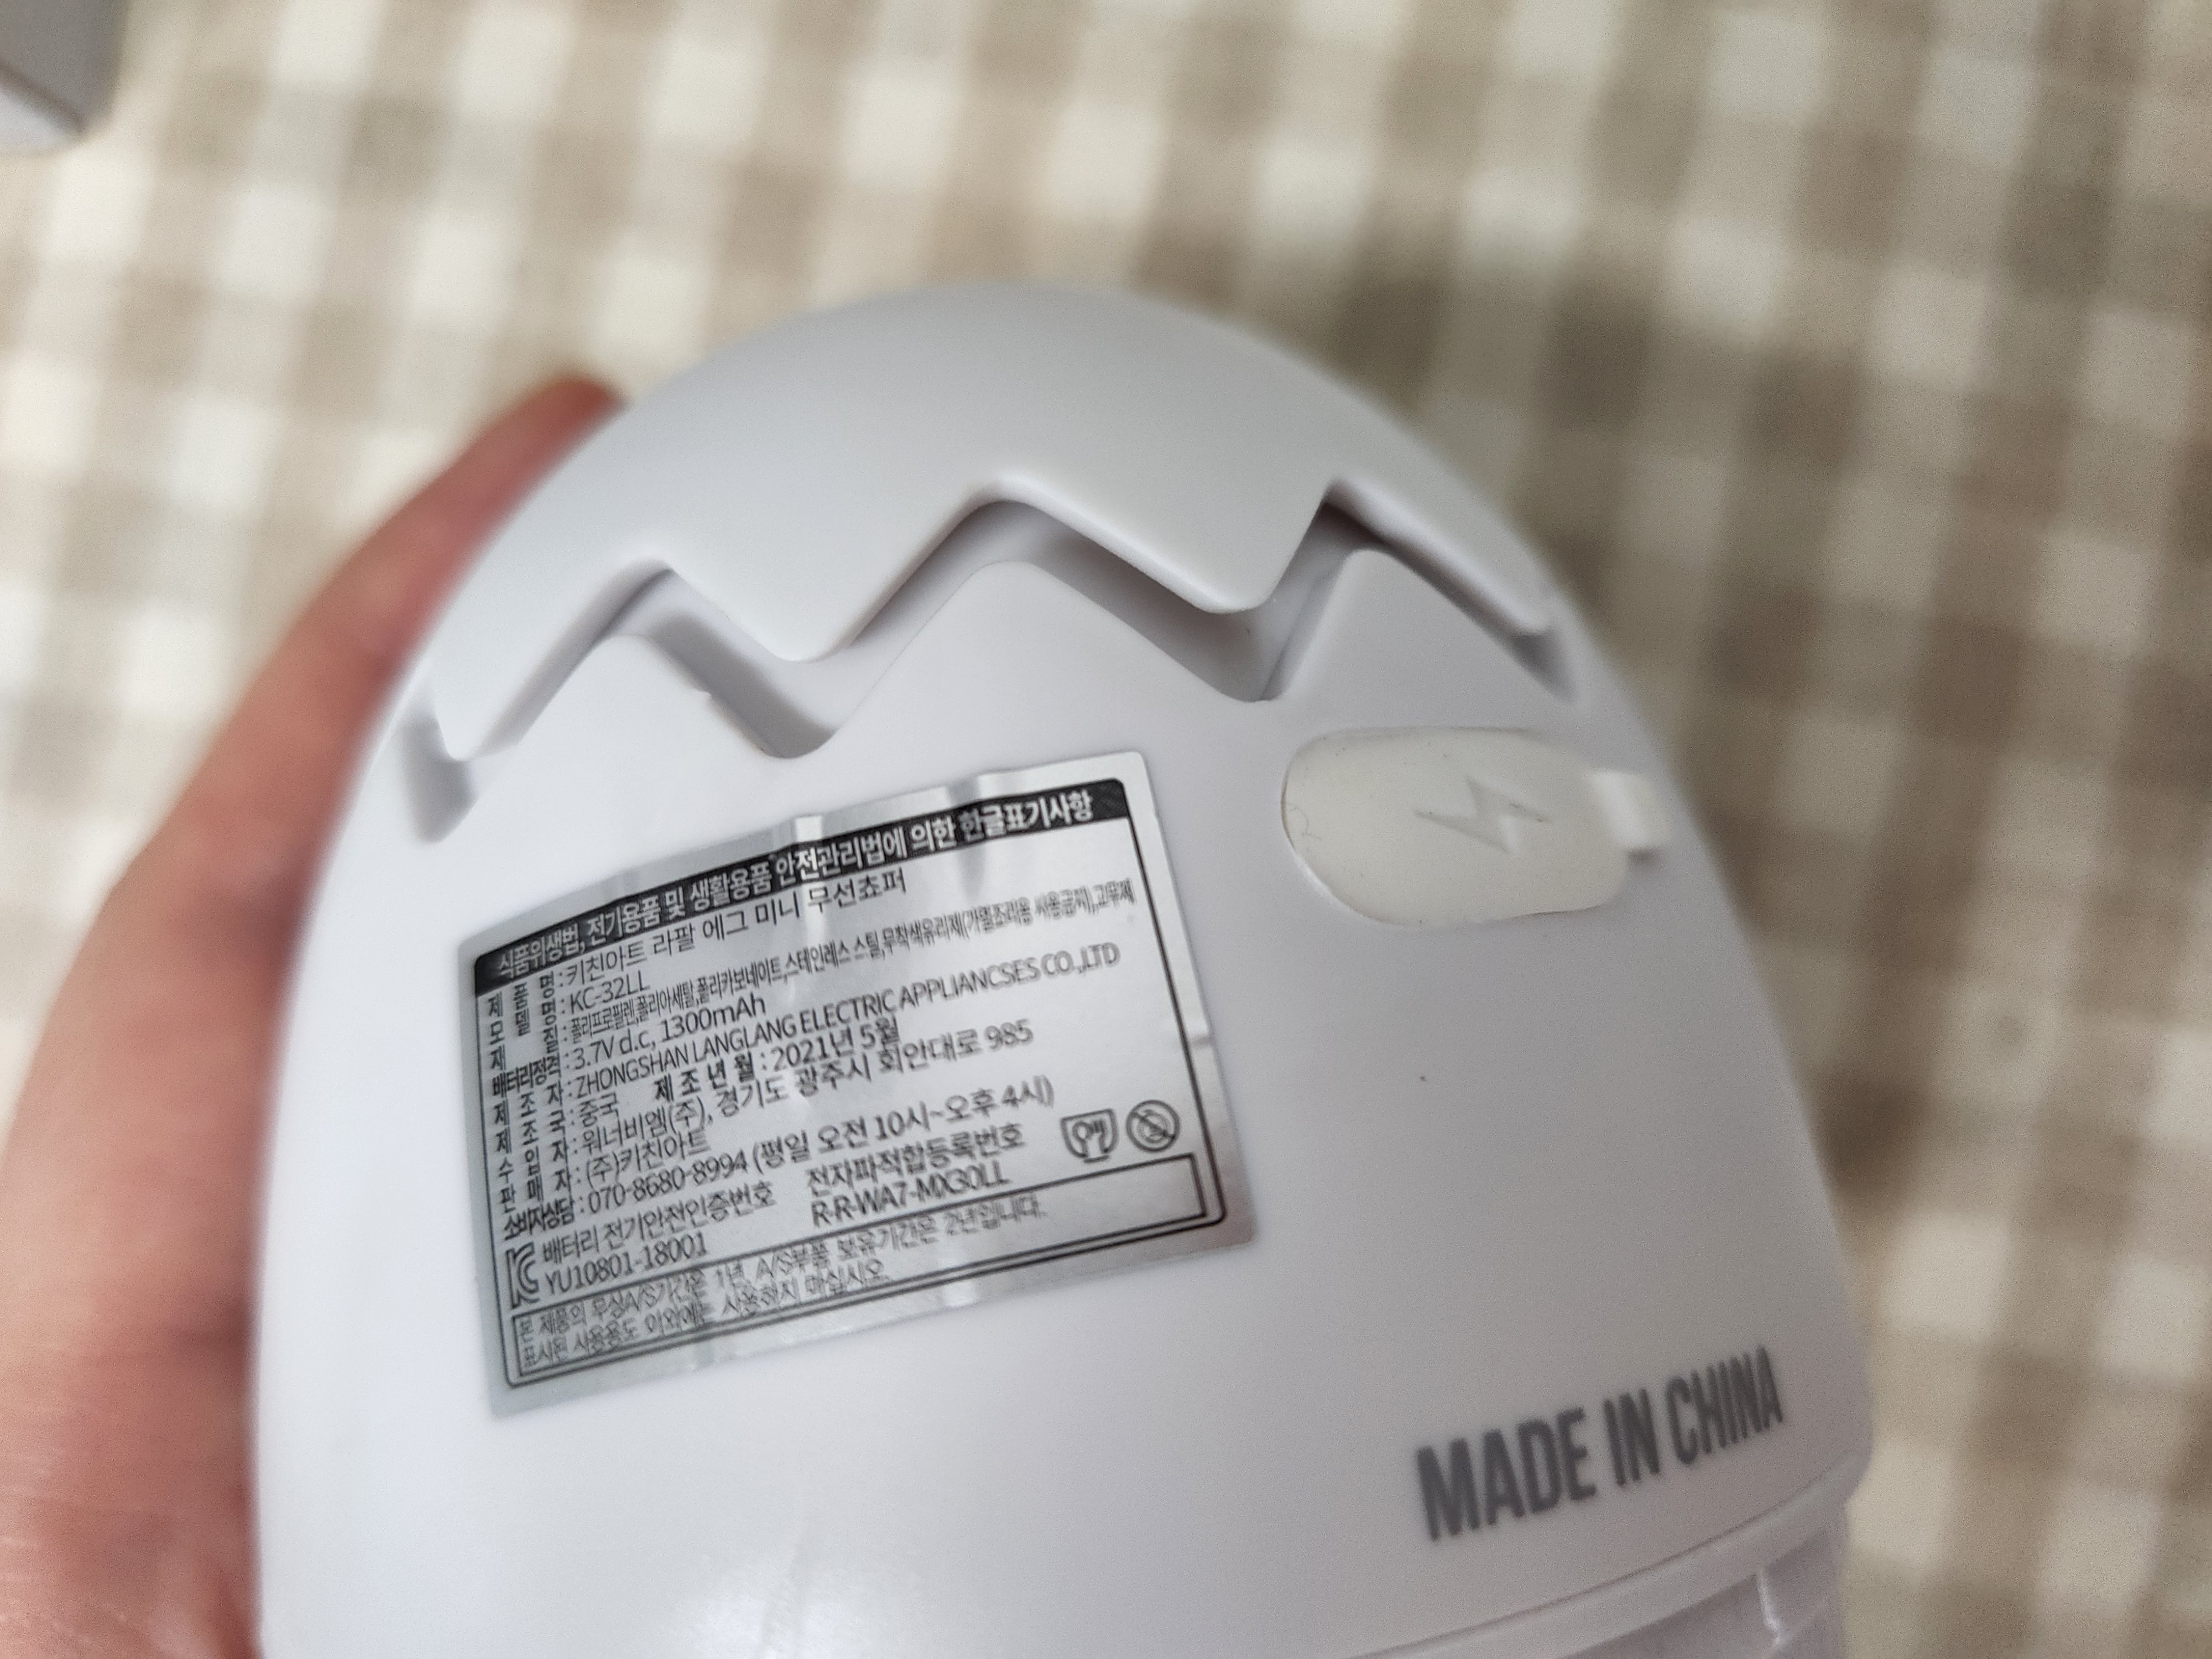 식품위생법, 전기용품 및 생활용품 안전관리법에 의한 한글표기사항
제 품 명 : 키친아트 라팔 에그 미니 무선쵸퍼
모 델 명 : KC-32LL
재 질 : 폴리프로필렌,폴리아세탈,폴리카보네이트,스테인레스 스틸,무착색유리제(가열조리용 사용금지),고무제
배터리정격 : 3.7V d.c, 1300mAh
제 조 자 : ZHONGSHAN LANGLANG ELECTRIC APPLIANCSES CO.,LTD
제 조 국 : 중국 제 조 년 월 : 2021년 5월
수 입 자 : 워너비엠(주), 경기도 광주시 회안대로 985
판 매 자 : (주)키친아트
소비자상담 : 070-8680-8994 (평일 오전 10시~오후 4시)
배터리 전기안전인증번호 전자파적합등록번호
YU10801-18001 R-R-WA7-MX30LL
본 제품의 무상A/S기간은 1년, A/S부품 보유기간은 2년입니다.
표시된 사용용도 이외에는 사용하지 마십시오.
MADE IN CHINA